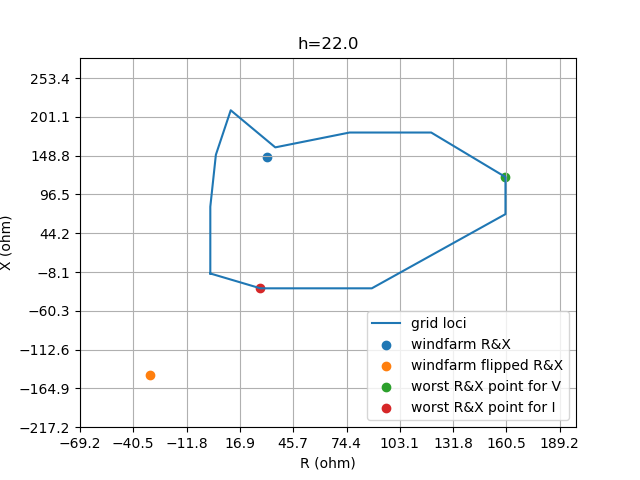 h=22.0
253.4
201.1
148.8
96.5
44.2
−8.1
−60.3
−112.6
−164.9
−217.2
X (ohm)
grid loci
windfarm R&X
windfarm flipped R&X
worst R&X point for V
worst R&X point for I
−69.2 −40.5 −11.8 16.9 45.7 74.4 103.1 131.8 160.5 189.2
R (ohm)